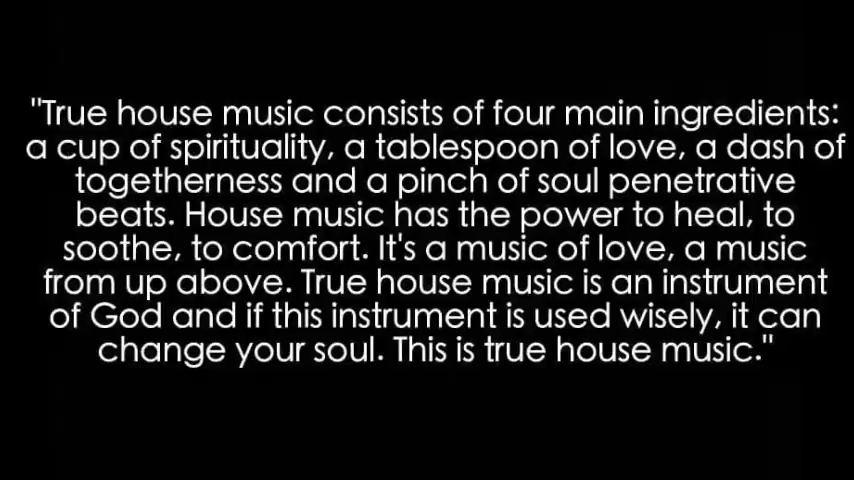 "True house music consists of four main ingredients:
a cup of spirituality, a tablespoon of love, a dash of
togetherness and a pinch of soul penetrative
beats. House music has the power to heal, to
soothe, to comfort. It's a music of love, a music
from up above. True house music is an instrument
of God and if this instrument is used wisely, it can
change your soul. This is true house music."